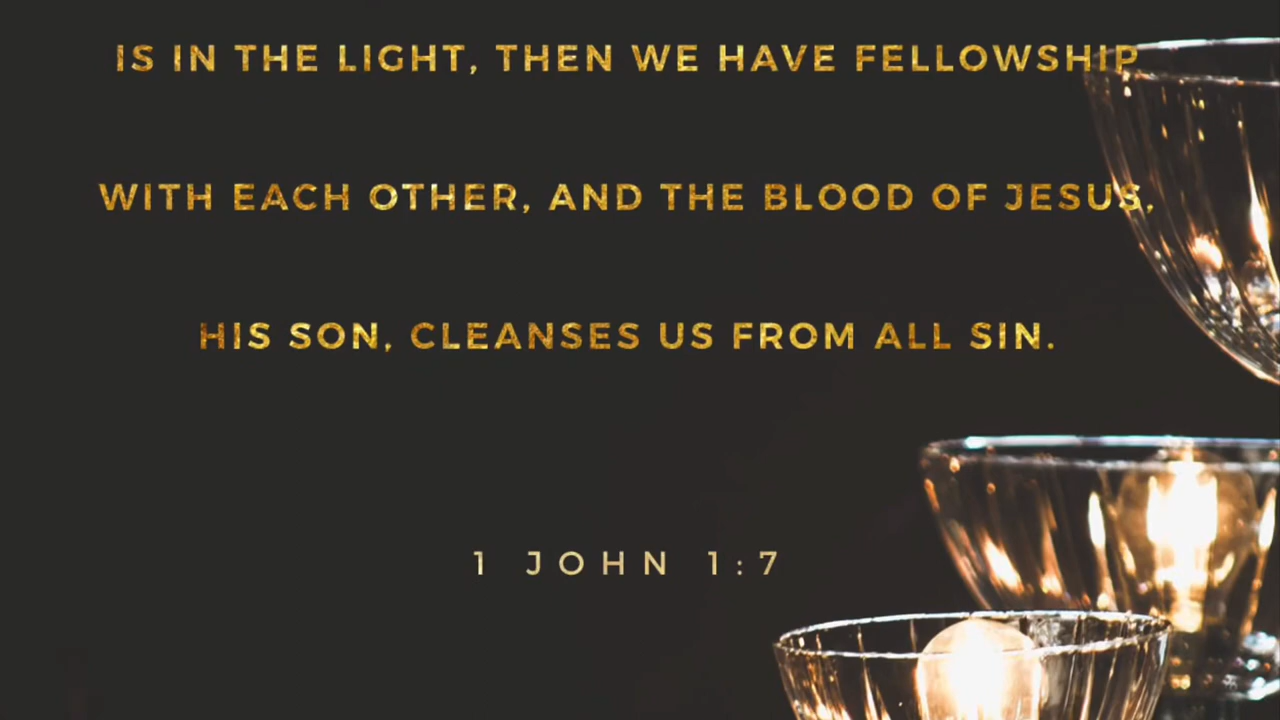 IS IN THE LIGHT, THEN WE HAVE FELLOWSHIP
WITH EACH OTHER, AND THE BLOOD OF JESUS,
HIS SON, CLEANSES US FROM ALL SIN.
1 JOHN 1:7